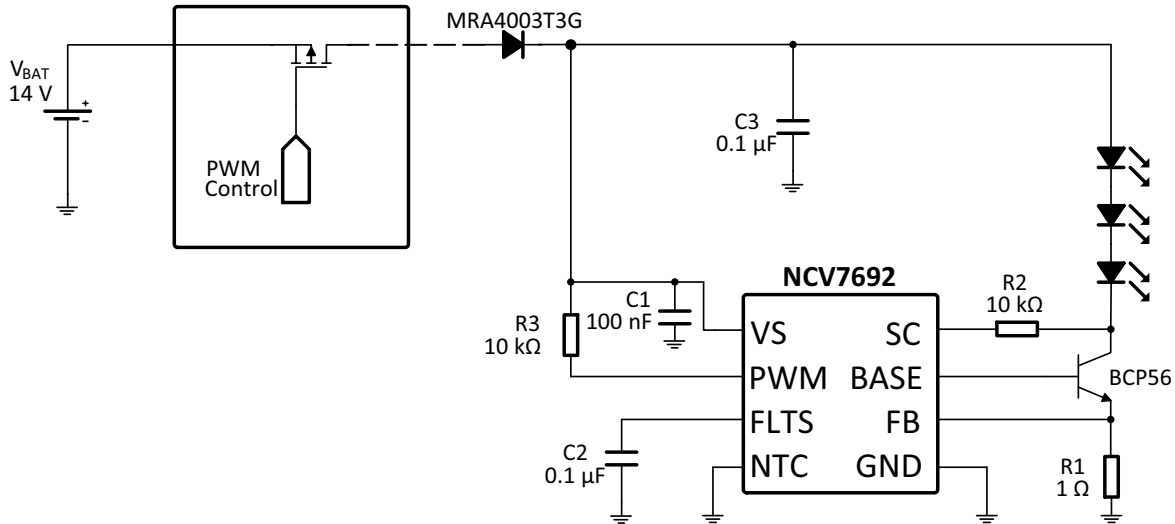 MRA4003T3G
V_BAT
14 V
+
-
PWM
Control
C3
0.1 µF
NCV7692
R2
10 kΩ
C1
100 nF
R3
10 kΩ
VS
SC
PWM
BASE
BCP56
FLTS
FB
C2
0.1 µF
NTC
GND
R1
1 Ω